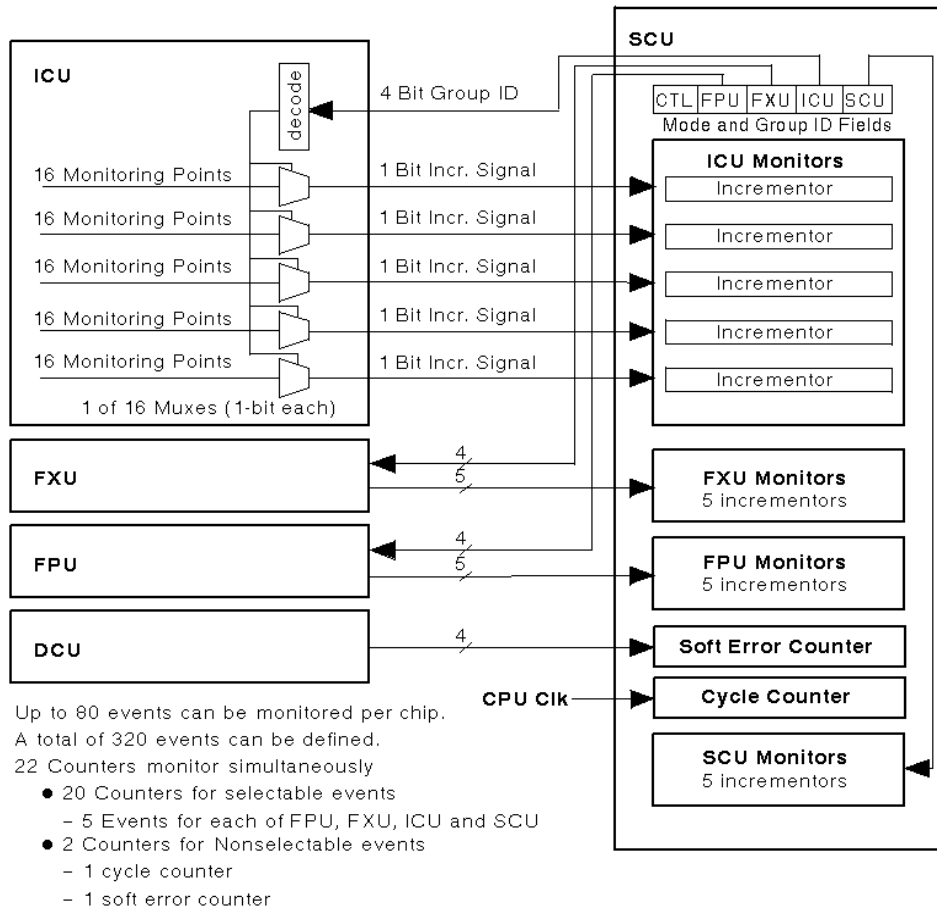 SCU
ICU
decode
4 Bit Group ID
CTL FPU FXU ICU SCU
Mode and Group ID Fields
ICU Monitors
16 Monitoring Points
1 Bit Incr. Signal
Incrementor
16 Monitoring Points
1 Bit Incr. Signal
Incrementor
16 Monitoring Points
1 Bit Incr. Signal
Incrementor
16 Monitoring Points
1 Bit Incr. Signal
Incrementor
16 Monitoring Points
1 Bit Incr. Signal
Incrementor
1 of 16 Muxes (1-bit each)
FXU
4
5
FXU Monitors
5 incrementors
FPU
4
5
FPU Monitors
5 incrementors
DCU
4
Soft Error Counter
CPU Clk
Cycle Counter
SCU Monitors
5 incrementors
Up to 80 events can be monitored per chip.
A total of 320 events can be defined.
22 Counters monitor simultaneously
● 20 Counters for selectable events
– 5 Events for each of FPU, FXU, ICU and SCU
● 2 Counters for Nonselectable events
– 1 cycle counter
– 1 soft error counter